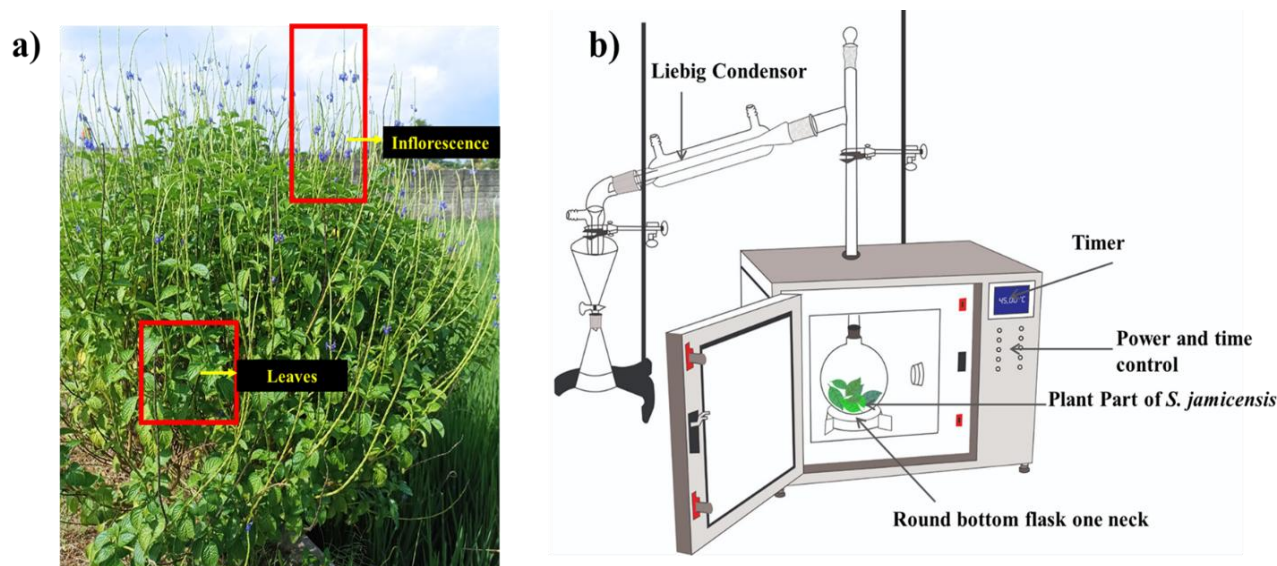 a)
Inflorescence
Leaves
b)
Liebig Condensor
Timer
45.00°C
Power and time
control
Plant Part of S. jamicensis
Round bottom flask one neck